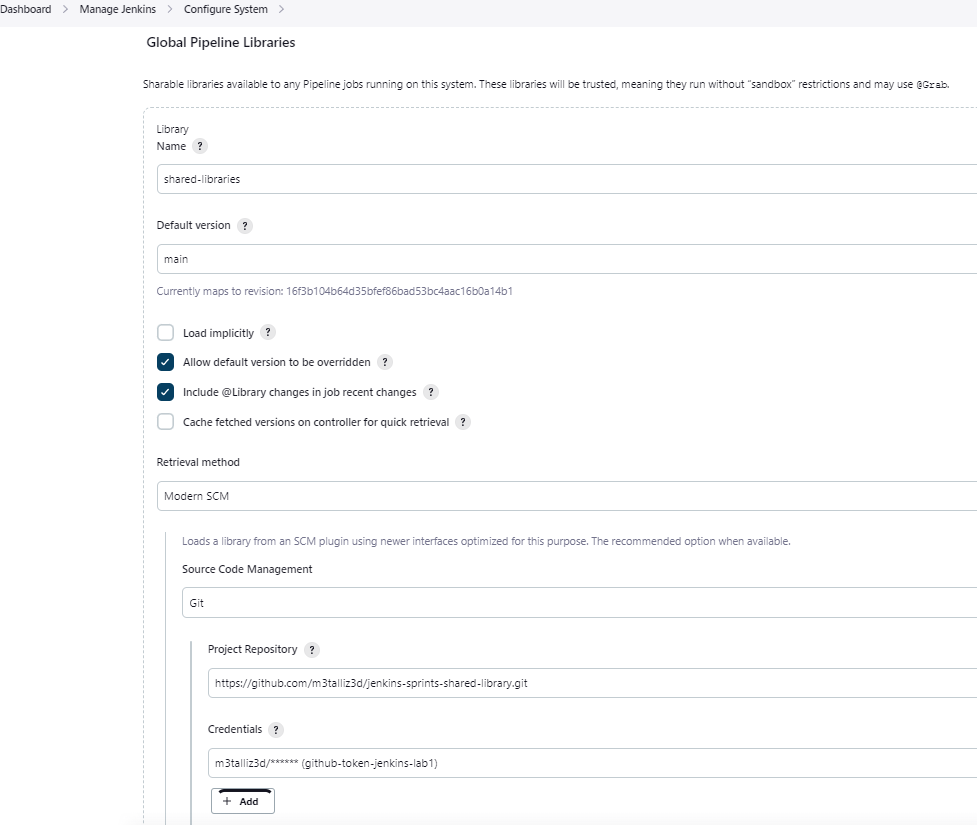 Dashboard > Manage Jenkins > Configure System >
Global Pipeline Libraries
Sharable libraries available to any Pipeline jobs running on this system. These libraries will be trusted, meaning they run without “sandbox” restrictions and may use @Grab.
Library
Name ?
shared-libraries
Default version ?
main
Currently maps to revision: 16f3b104b64d35bfef86bad53bc4aac16b0a14b1
Load implicitly ?
Allow default version to be overridden ?
Include @Library changes in job recent changes ?
Cache fetched versions on controller for quick retrieval ?
Retrieval method
Modern SCM
Loads a library from an SCM plugin using newer interfaces optimized for this purpose. The recommended option when available.
Source Code Management
Git
Project Repository ?
https://github.com/m3talliz3d/jenkins-sprints-shared-library.git
Credentials ?
m3talliz3d/****** (github-token-jenkins-lab1)
+ Add